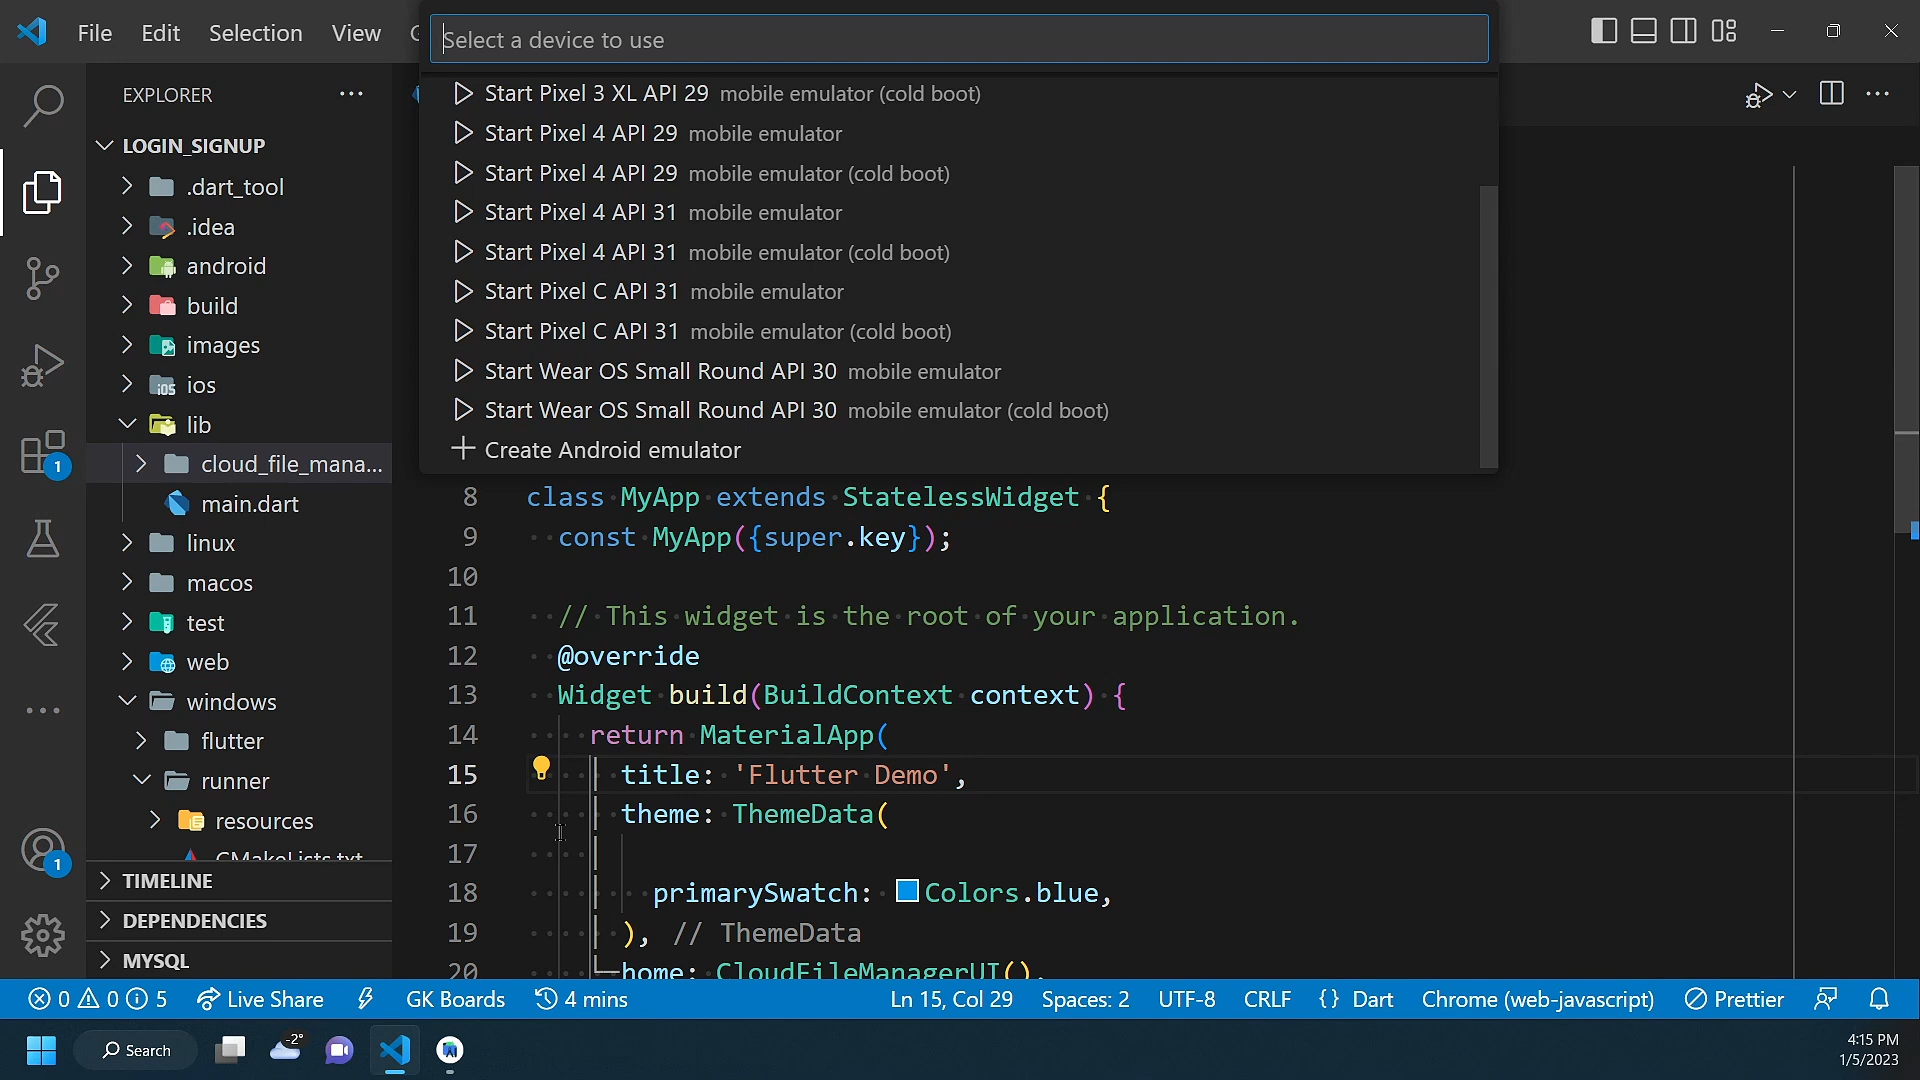 File Edit Selection View
Select a device to use
Start Pixel 3 XL API 29 mobile emulator (cold boot)
Start Pixel 4 API 29 mobile emulator
Start Pixel 4 API 29 mobile emulator (cold boot)
Start Pixel 4 API 31 mobile emulator
Start Pixel 4 API 31 mobile emulator (cold boot)
Start Pixel C API 31 mobile emulator
Start Pixel C API 31 mobile emulator (cold boot)
Start Wear OS Small Round API 30 mobile emulator
Start Wear OS Small Round API 30 mobile emulator (cold boot)
Create Android emulator
EXPLORER
LOGIN_SIGNUP
.dart_tool
.idea
android
build
images
ios
lib
cloud_file_mana...
main.dart
linux
macos
test
web
windows
flutter
runner
resources
CMakeLists.txt
TIMELINE
DEPENDENCIES
MYSQL
1
1
8 class MyApp extends StatelessWidget {
9 const MyApp({super.key});
10
11 // This widget is the root of your application.
12 @override
13 Widget build(BuildContext context) {
14 return MaterialApp(
15 title: 'Flutter Demo',
16 theme: ThemeData(
17
18 primarySwatch: Colors.blue,
19 ), // ThemeData
20 home: CloudFileManagerUI(),
0 0 5 Live Share GK Boards 4 mins Ln 15, Col 29 Spaces: 2 UTF-8 CRLF {} Dart Chrome (web-javascript) Prettier
Search -2° 4:15 PM
1/5/2023